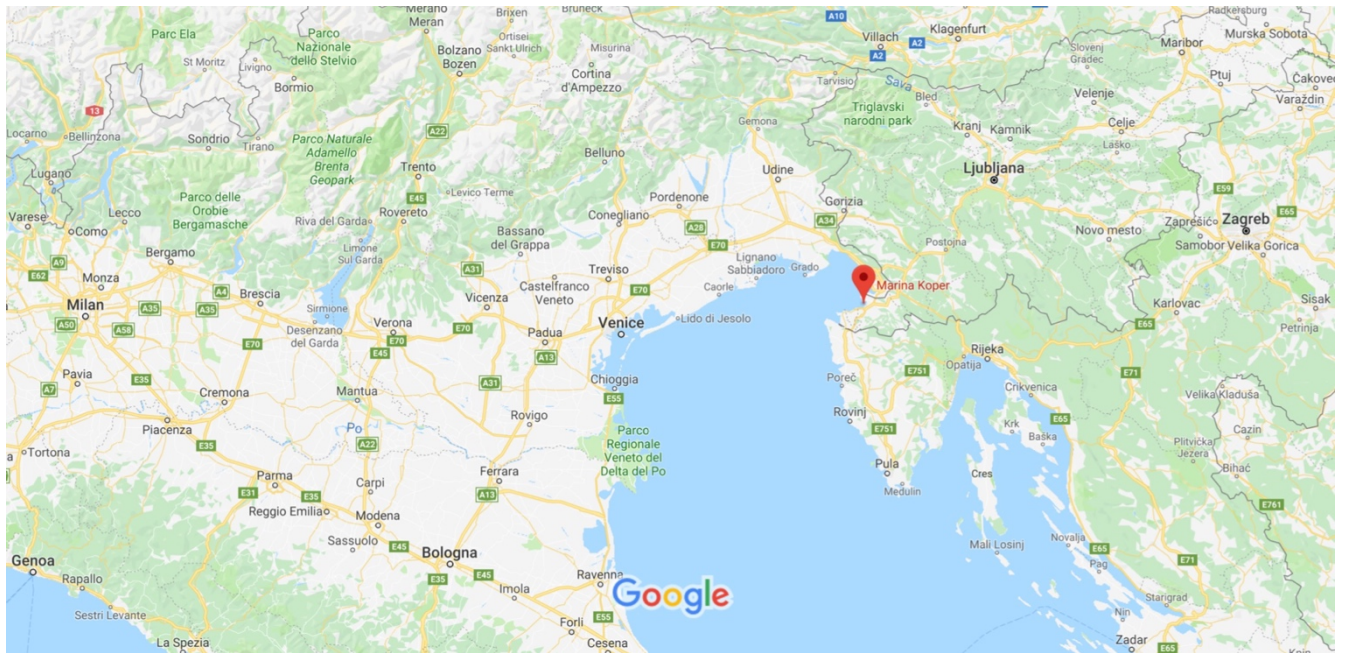 Merano
Meran
Brixen
Bruneck
A10
Klagenfurt
Radkersburg
Murska Sobota
Parc Ela
Parco
Nazionale
dello Stelvio
Bolzano
Bozen
Ortisei
Sankt Ulrich
Misurina
Villach
A2
A2
Slovenj
Gradec
Maribor
St Moritz
Livigno
Bormio
Cortina
d'Ampezzo
Tarvisio
Sava
Bled
Velenje
Ptuj
Čakovec
Varaždin
13
Triglavski
narodni park
Locarno
Bellinzona
Sondrio
Tirano
Parco Naturale
Adamello
Brenta
Geopark
A22
Gemona
Kranj
Kamnik
Celje
Laško
Lugano
Trento
Belluno
Udine
Ljubljana
Parco delle
Orobie
Bergamasche
E45
Levico Terme
Pordenone
E59
Varese
Lecco
Como
Riva del Garda
Rovereto
Conegliano
A28
Gorizia
A34
Zaprešić
Zagreb
E65
Bergamo
Limone
Sul Garda
Bassano
del Grappa
E70
Postojna
Novo mesto
Samobor
Velika Gorica
A9
E62
Monza
A4
Brescia
A31
Treviso
Castelfranco
Veneto
E70
Lignano
Sabbiadoro
Grado
Caorle
Marina Koper
Milan
A35
A35
Sirmione
Vicenza
Karlovac
Sisak
A50
A58
Desenzano
del Garda
Verona
E70
Padua
Venice
Lido di Jesolo
E65
Petrinja
E70
E70
E45
A13
Rijeka
Opatija
Pavia
E35
A7
Cremona
Mantua
A31
Chioggia
E55
Poreč
E751
Crikvenica
E71
Velika Kladuša
Piacenza
Po
Rovigo
Rovinj
E751
Krk
Baška
E65
Cazin
E35
A22
Parco
Regionale
Veneto del
Delta del Po
Plitvička
Jezera
Bihać
a
Tortona
Parma
Carpi
Ferrara
Pula
Medulin
Cres
E31
E35
A13
E761
Reggio Emilia
Modena
Sassuolo
E45
Bologna
Mali Losinj
Novalja
E65
Pag
E71
Genoa
Rapallo
E35
E45
Imola
Ravenna
Google
Sestri Levante
Forli
E55
Nin
Starigrad
La Spezia
Cesena
Zadar
E65